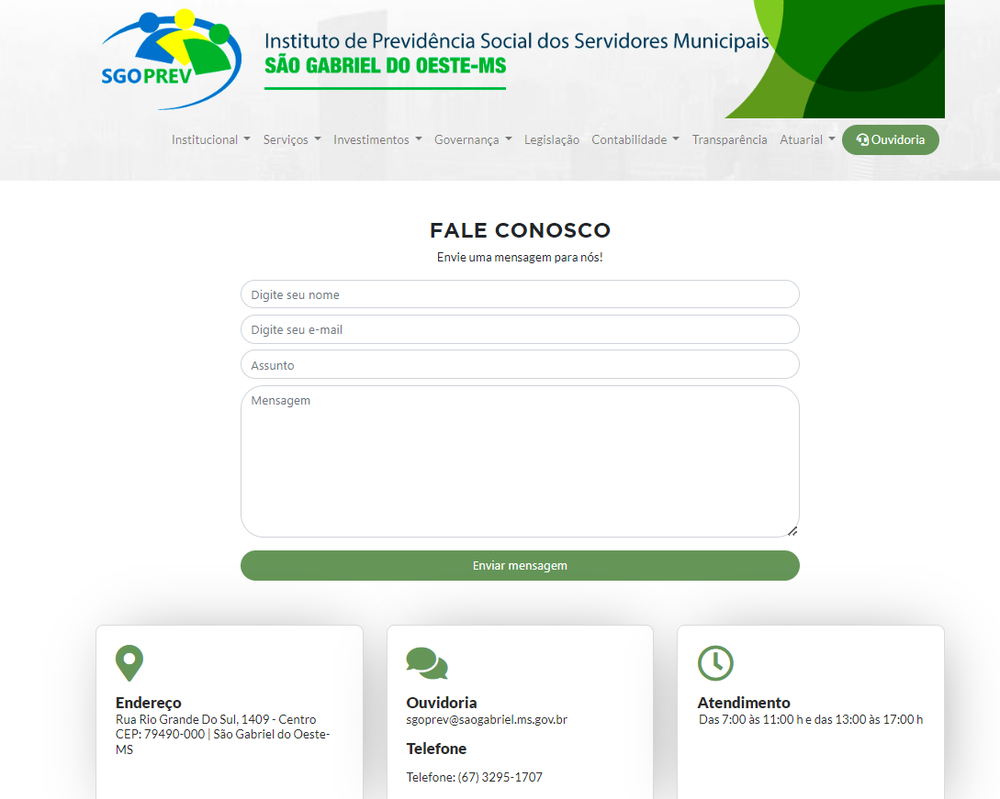 SGOPREV
Instituto de Previdência Social dos Servidores Municipais
SÃO GABRIEL DO OESTE-MS
Institucional Serviços Investimentos Governança Legislação Contabilidade Transparência Atuarial Ouvidoria
FALE CONOSCO
Envie uma mensagem para nós!
Digite seu nome
Digite seu e-mail
Assunto
Mensagem
Enviar mensagem
Endereço
Rua Rio Grande Do Sul, 1409 - Centro
CEP: 79490-000 | São Gabriel do Oeste-
MS
Ouvidoria
sgoprev@saogabriel.ms.gov.br
Telefone
Telefone: (67) 3295-1707
Atendimento
Das 7:00 às 11:00 h e das 13:00 às 17:00 h